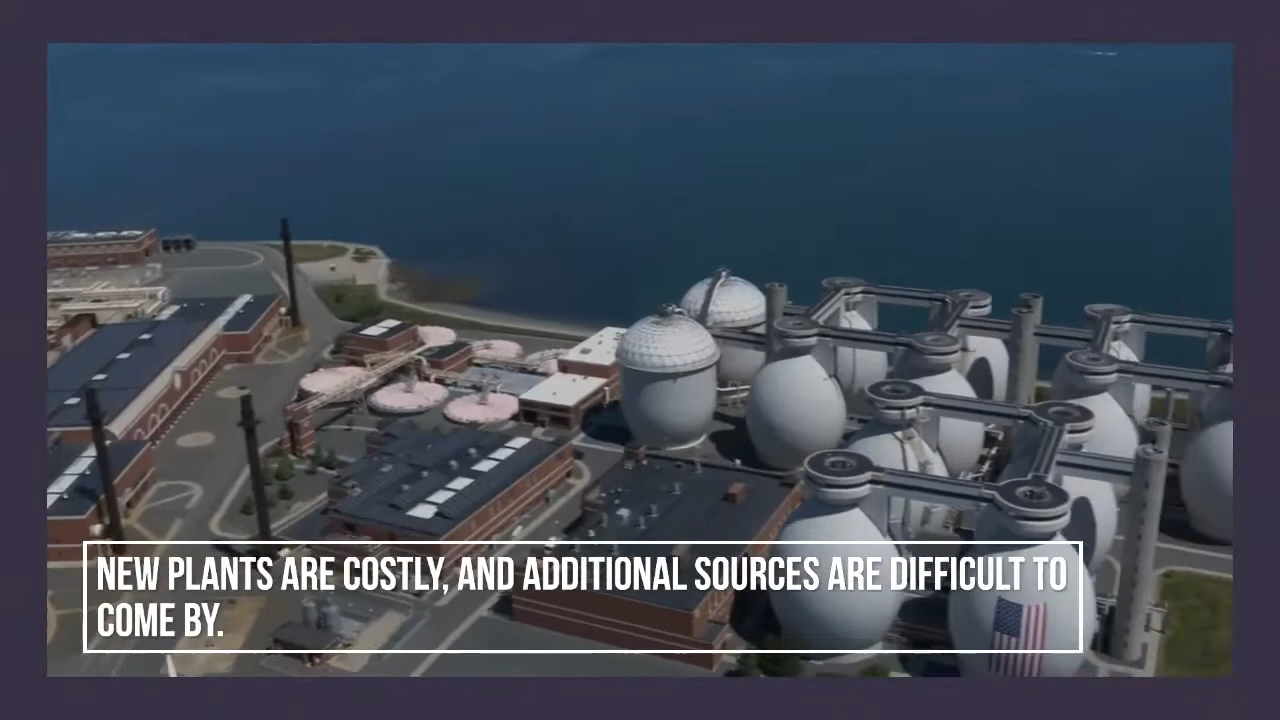 NEW PLANTS ARE COSTLY, AND ADDITIONAL SOURCES ARE DIFFICULT TO
COME BY.